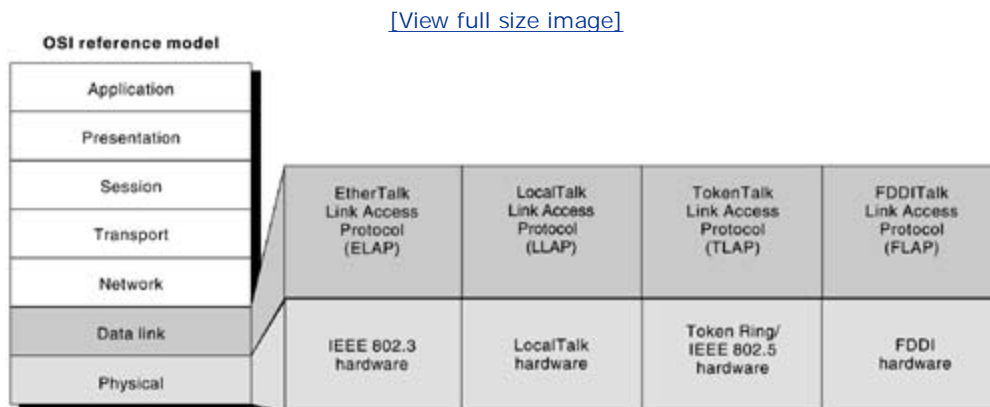 [View full size image]
OSI reference model
Application
Presentation
Session
Transport
Network
Data link
Physical
EtherTalk
Link Access
Protocol
(ELAP)
LocalTalk
Link Access
Protocol
(LLAP)
TokenTalk
Link Access
Protocol
(TLAP)
FDDITalk
Link Access
Protocol
(FLAP)
IEEE 802.3
hardware
LocalTalk
hardware
Token Ring/
IEEE 802.5
hardware
FDDI
hardware